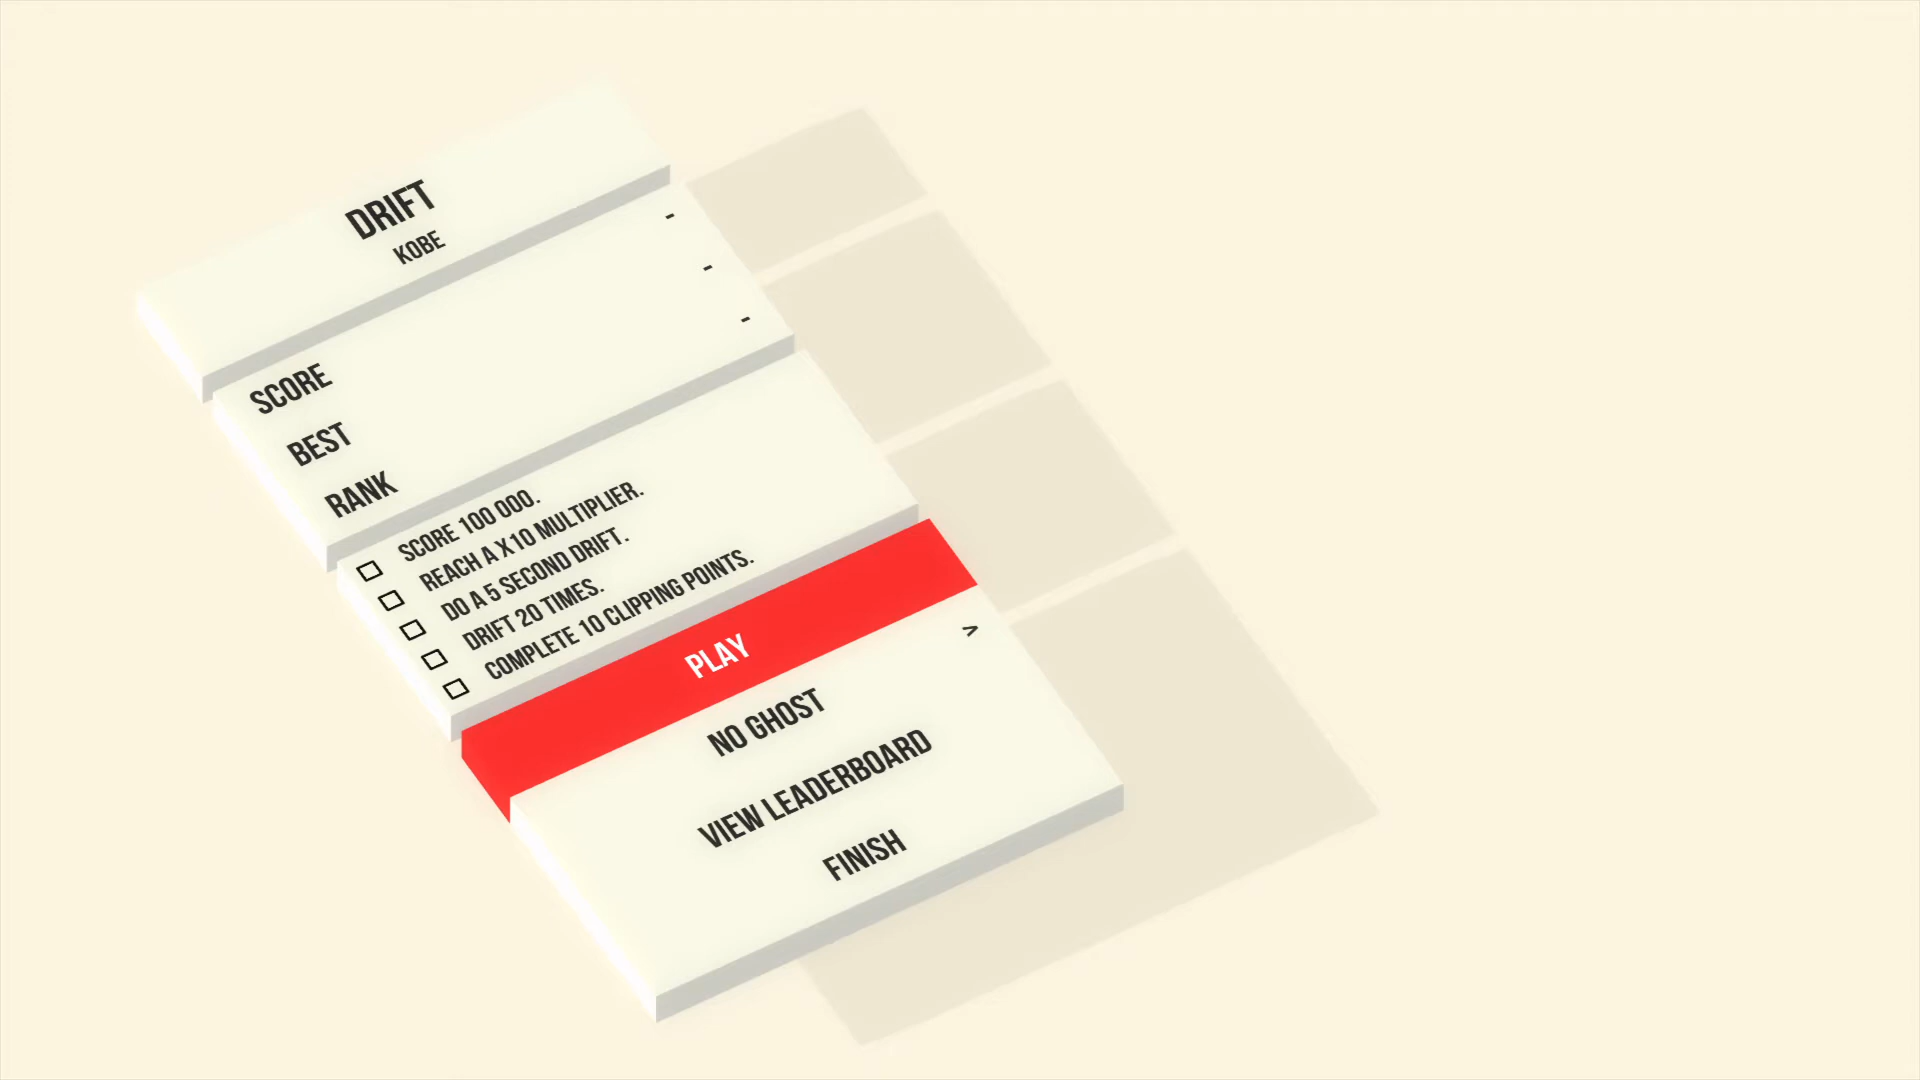 DRIFT
KOBE
SCORE -
BEST -
RANK -
SCORE 100 000.
REACH A X10 MULTIPLIER.
DO A 5 SECOND DRIFT.
DRIFT 20 TIMES.
COMPLETE 10 CLIPPING POINTS.
PLAY
NO GHOST >
VIEW LEADERBOARD
FINISH